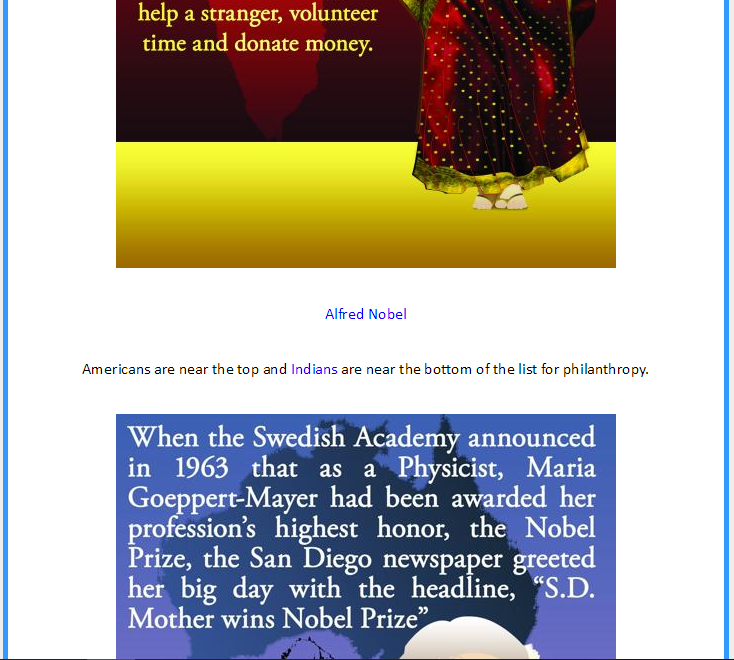 help a stranger, volunteer
time and donate money.
Alfred Nobel
Americans are near the top and Indians are near the bottom of the list for philanthropy.
When the Swedish Academy announced
in 1963 that as a Physicist, Maria
Goeppert-Mayer had been awarded her
profession's highest honor, the Nobel
Prize, the San Diego newspaper greeted
her big day with the headline, “S.D.
Mother wins Nobel Prize”